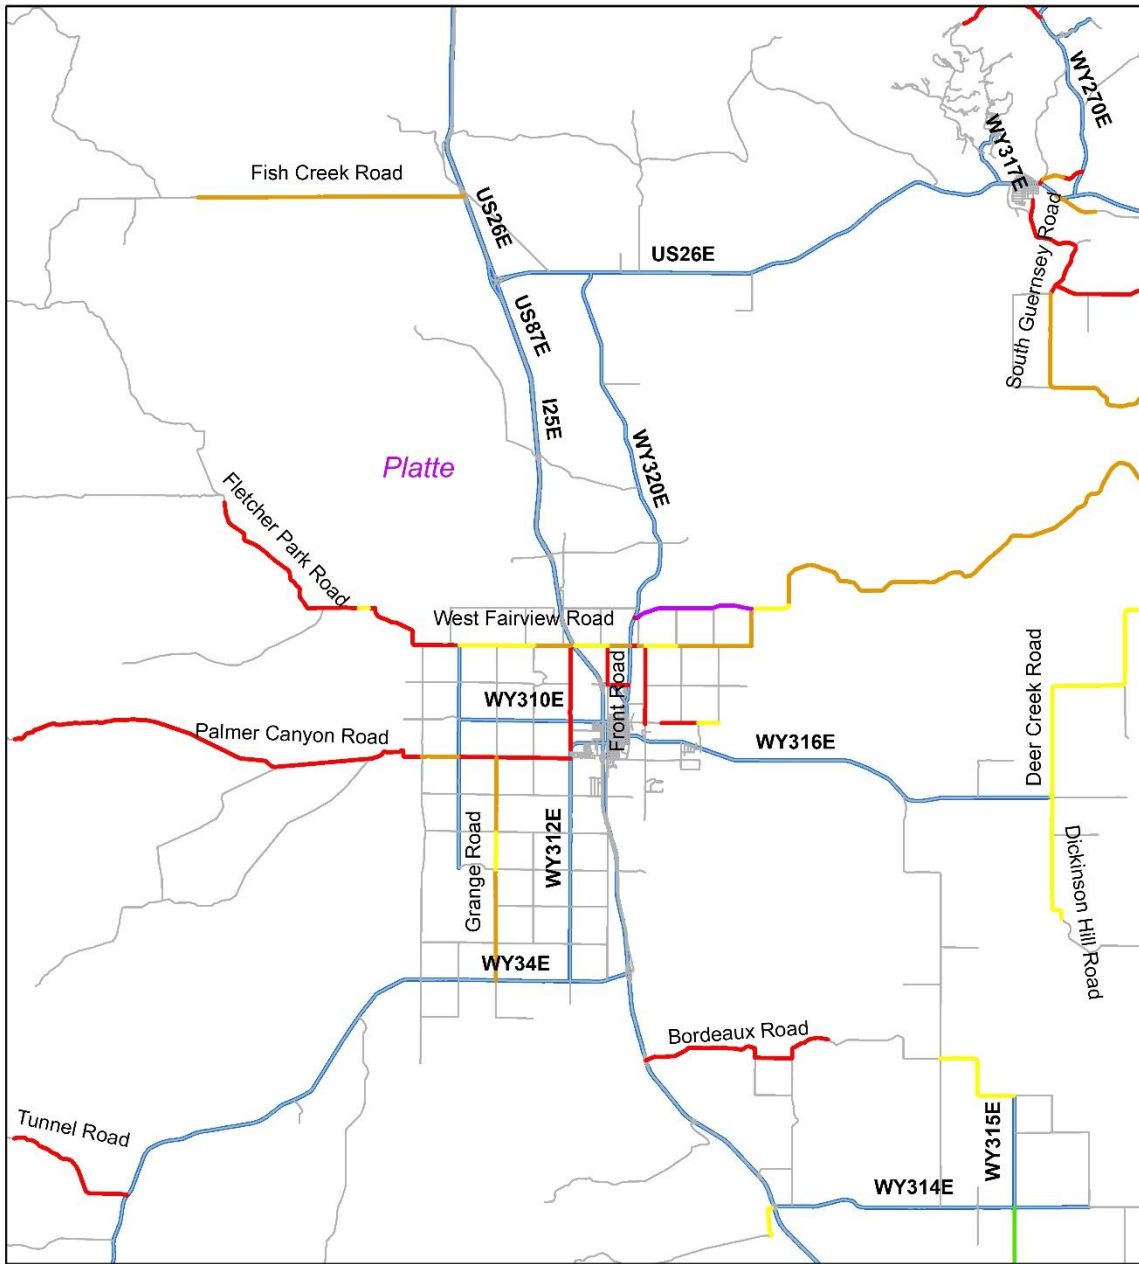 WY270E
WY317E
Fish Creek Road
US26E
South Guernsey Road
US26E
US87E
I25E
WY320E
Platte
Fletcher Park Road
West Fairview Road
Front Road
Deer Creek Road
WY310E
Palmer Canyon Road
WY316E
WY312E
Grange Road
Dickinson Hill Road
WY34E
Bordeaux Road
Tunnel Road
WY315E
WY314E